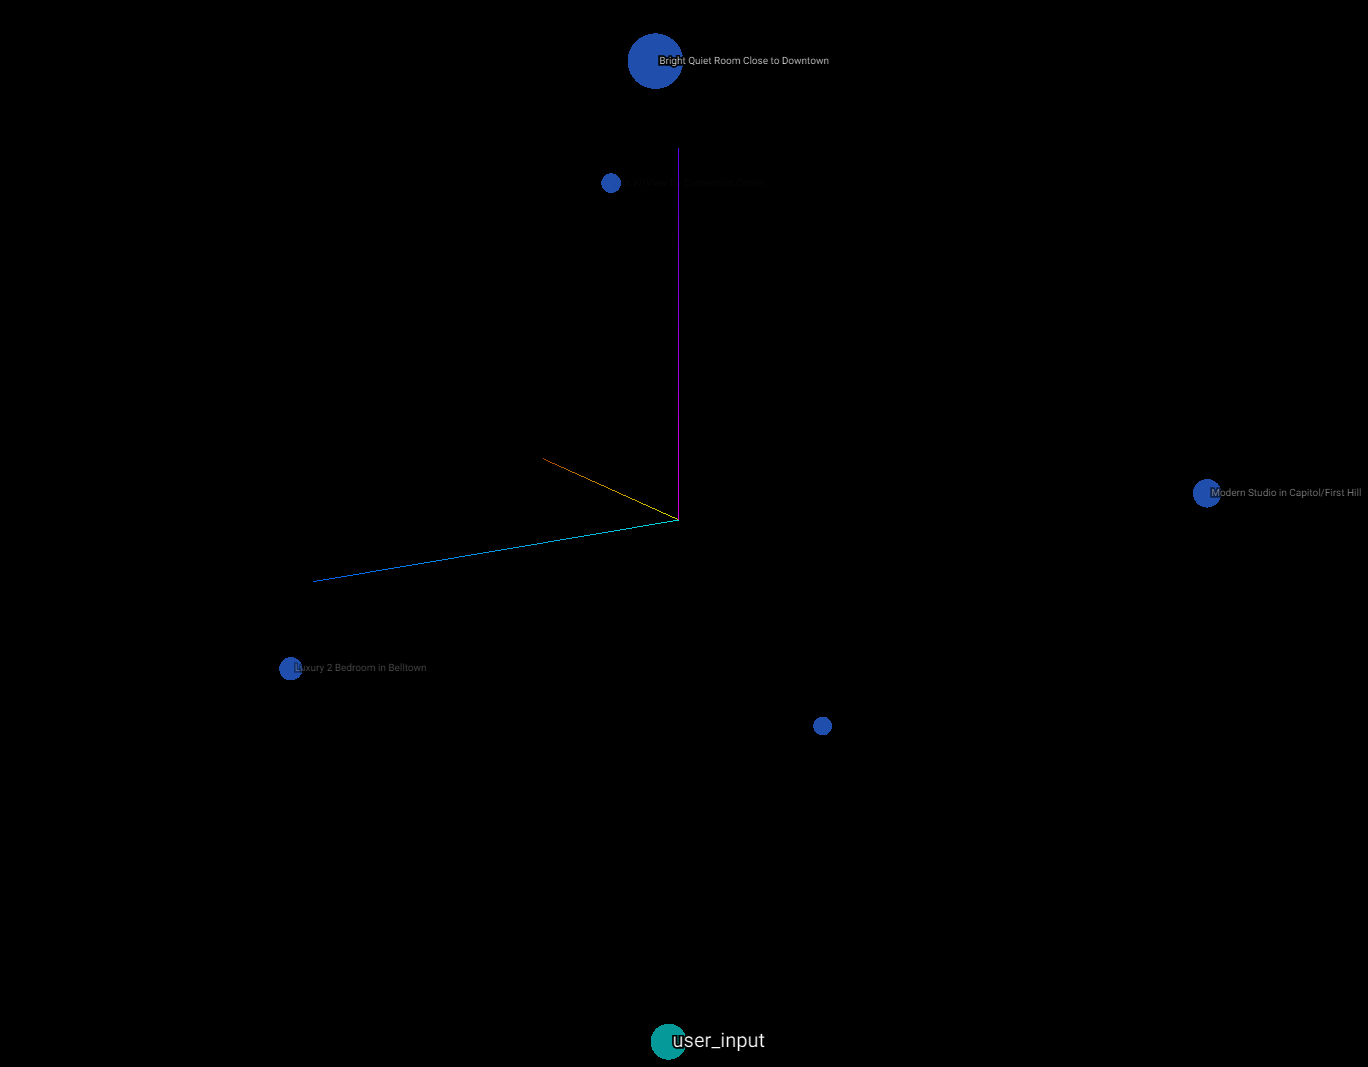 Bright Quiet Room Close to Downtown
Modern Studio in Capitol/First Hill
Luxury 2 Bedroom in Belltown
user_input